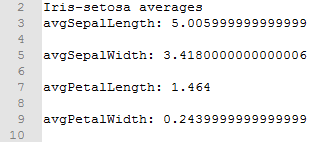 2 Iris-setosa averages
3 avgSepalLength: 5.005999999999999
4
5 avgSepalWidth: 3.4180000000000006
6
7 avgPetalLength: 1.464
8
9 avgPetalWidth: 0.2439999999999999
10